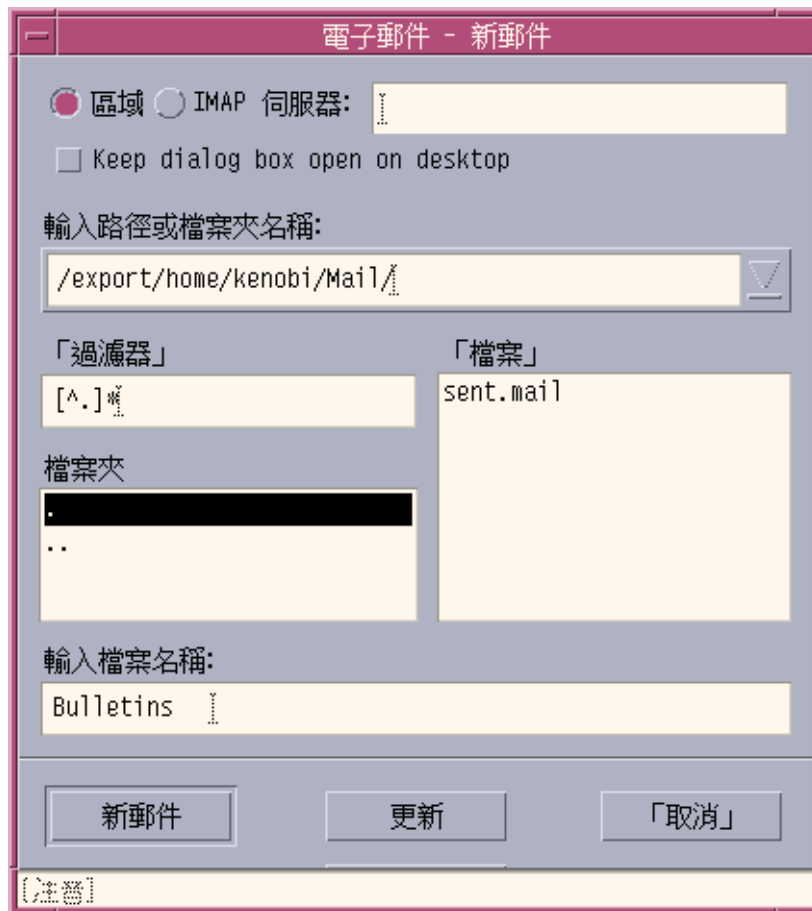 電子郵件 - 新郵件
區域 IMAP 伺服器:
Keep dialog box open on desktop
輸入路徑或檔案夾名稱:
/export/home/kenobi/Mail/
「過濾器」
「檔案」
[^.]*
sent.mail
檔案夾
.
..
輸入檔案名稱:
Bulletins
新郵件
更新
「取消」